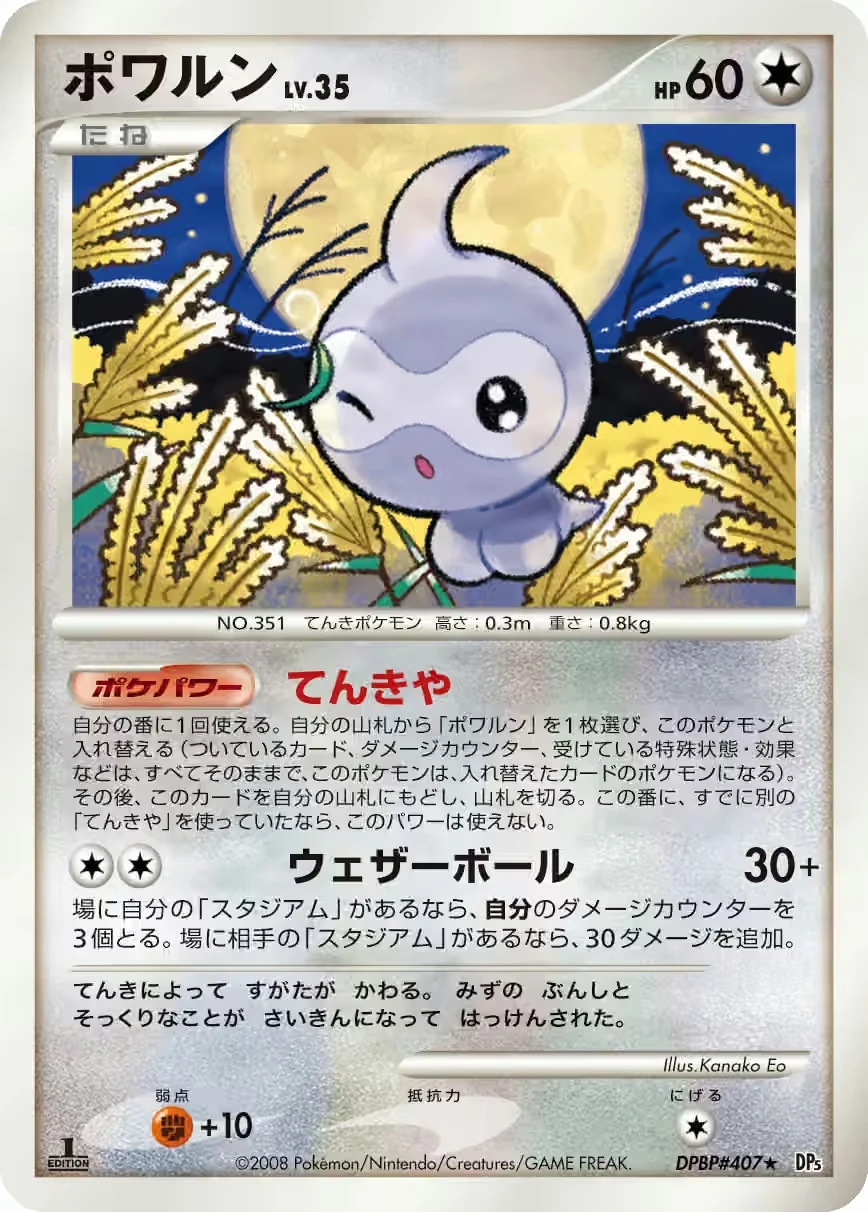 ポワルン LV.35 HP60
たね
NO.351 てんきポケモン 高さ:0.3m 重さ:0.8kg
ポケパワー てんきや
自分の番に1回使える。自分の山札から「ポワルン」を1枚選び、このポケモンと
入れ替える(ついているカード、ダメージカウンター、受けている特殊状態・効果
などは、すべてそのままで、このポケモンは、入れ替えたカードのポケモンになる)。
その後、このカードを自分の山札にもどし、山札を切る。この番に、すでに別の
「てんきや」を使っていたなら、このパワーは使えない。
ウェザーボール 30+
場に自分の「スタジアム」があるなら、自分のダメージカウンターを
3個とる。場に相手の「スタジアム」があるなら、30ダメージを追加。
てんきによって すがたが かわる。 みずの ぶんしと
そっくりなことが さいきんになって はっけんされた。
Illus.Kanako Eo
弱点 抵抗力 にげる
+10
1 EDITION ©2008 Pokémon/Nintendo/Creatures/GAME FREAK. DPBP#407★ DP5